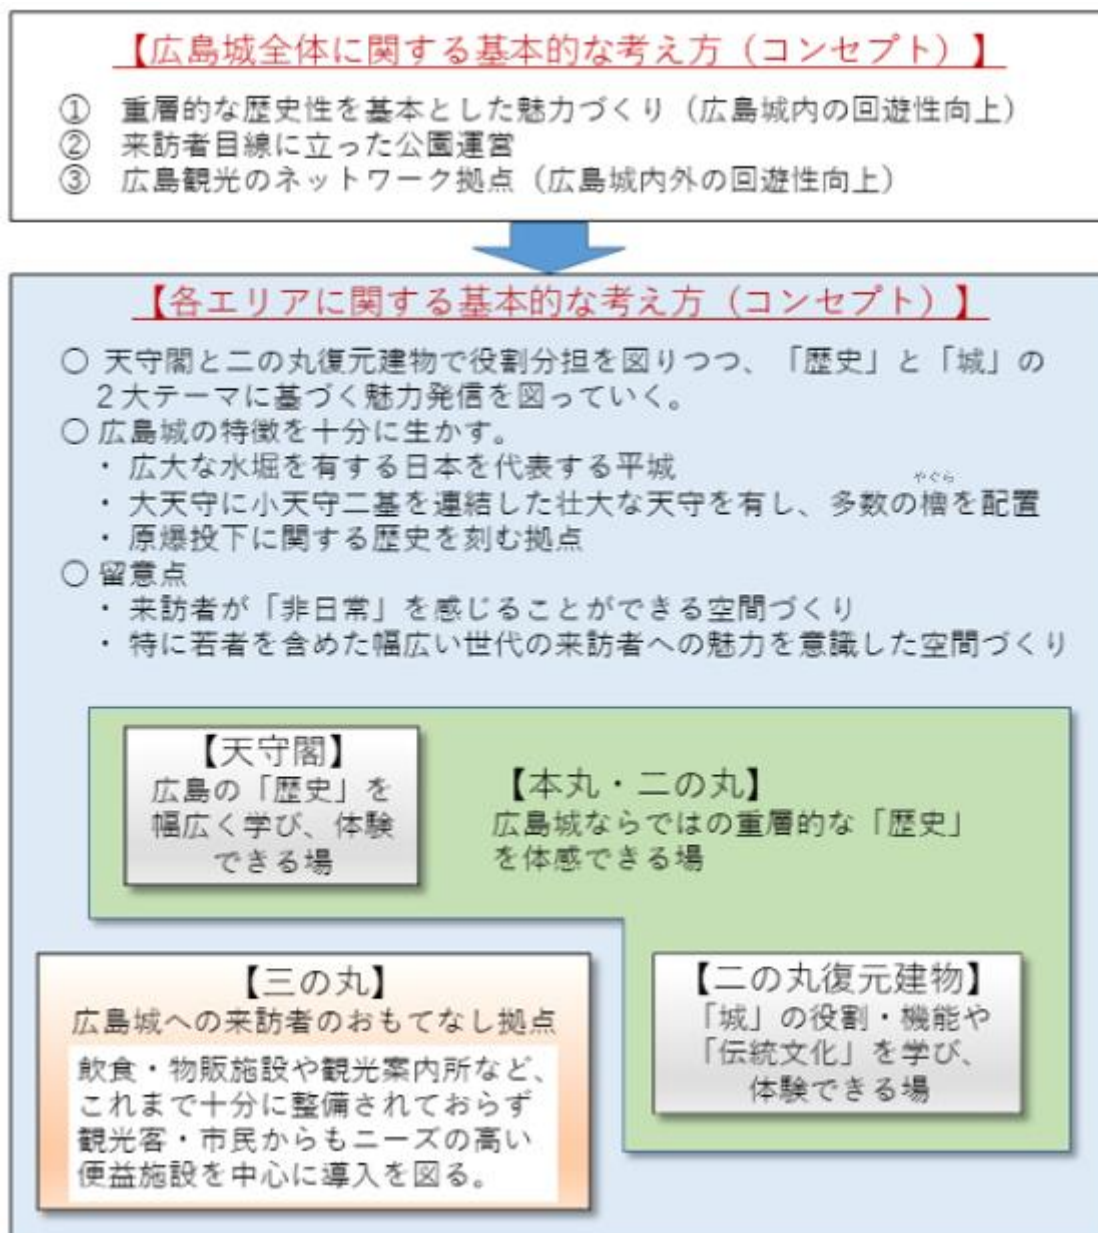 【広島城全体に関する基本的な考え方（コンセプト）】
① 重層的な歴史性を基本とした魅力づくり（広島城内の回遊性向上）
② 来訪者目線に立った公園運営
③ 広島観光のネットワーク拠点（広島城内外の回遊性向上）
【各エリアに関する基本的な考え方（コンセプト）】
○ 天守閣と二の丸復元建物で役割分担を図りつつ、「歴史」と「城」の
２大テーマに基づく魅力発信を図っていく。
○ 広島城の特徴を十分に生かす。
・ 広大な水堀を有する日本を代表する平城
やぐら
・ 大天守に小天守二基を連結した壮大な天守を有し、多数の櫓を配置
・ 原爆投下に関する歴史を刻む拠点
○ 留意点
・ 来訪者が「非日常」を感じることができる空間づくり
・ 特に若者を含めた幅広い世代の来訪者への魅力を意識した空間づくり
【天守閣】
広島の「歴史」を
幅広く学び、体験
できる場
【本丸・二の丸】
広島城ならではの重層的な「歴史」
を体感できる場
【三の丸】
広島城への来訪者のおもてなし拠点
飲食・物販施設や観光案内所など、
これまで十分に整備されておらず
観光客・市民からもニーズの高い
便益施設を中心に導入を図る。
【二の丸復元建物】
「城」の役割・機能や
「伝統文化」を学び、
体験できる場